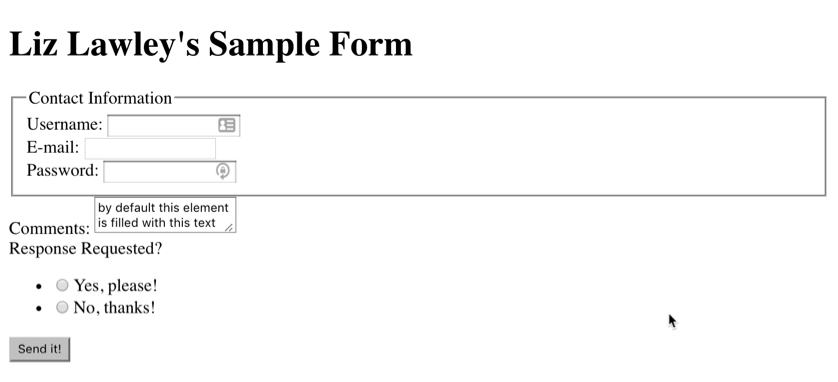 Liz Lawley's Sample Form
Contact Information
Username:
E-mail:
Password:
by default this element
is filled with this text
Comments:
Response Requested?
Yes, please!
No, thanks!
Send it!